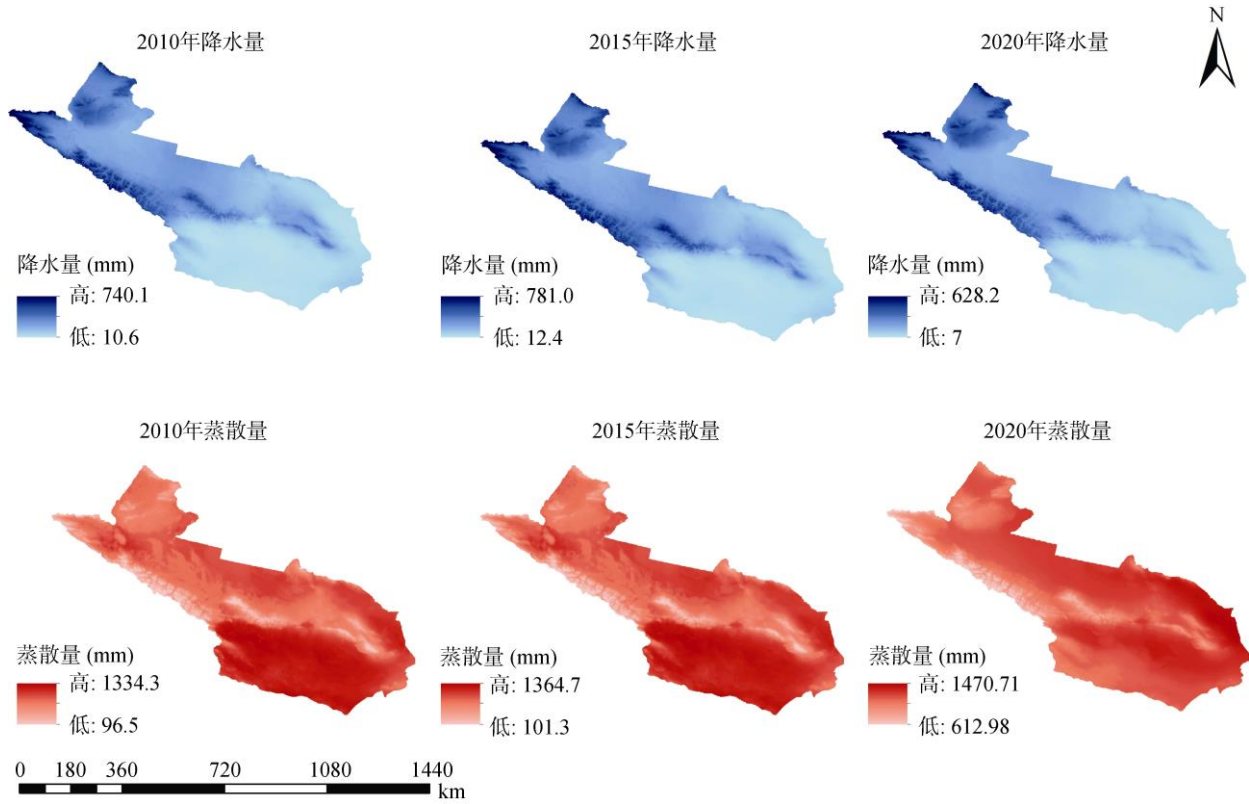 N
2010年降水量
2015年降水量
2020年降水量
降水量 (mm)
高: 740.1
低: 10.6
降水量 (mm)
高: 781.0
低: 12.4
降水量 (mm)
高: 628.2
低: 7
2010年蒸散量
2015年蒸散量
2020年蒸散量
蒸散量 (mm)
高: 1334.3
低: 96.5
蒸散量 (mm)
高: 1364.7
低: 101.3
蒸散量 (mm)
高: 1470.71
低: 612.98
0 180 360 720 1080 1440
km